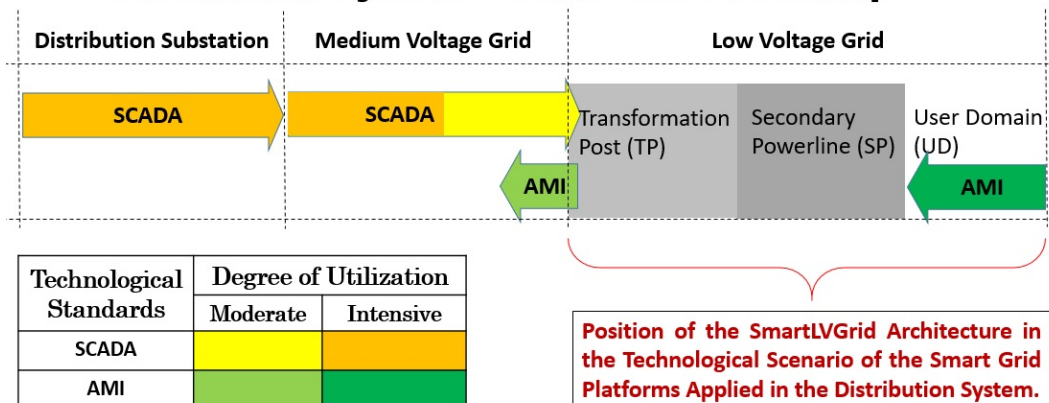 Distribution Substation
Medium Voltage Grid
Low Voltage Grid
SCADA
SCADA
Transformation
Post (TP)
Secondary
Powerline (SP)
User Domain
(UD)
AMI
AMI
Technological
Standards
Degree of Utilization
Moderate
Intensive
SCADA
AMI
Position of the SmartLVGrid Architecture in
the Technological Scenario of the Smart Grid
Platforms Applied in the Distribution System.